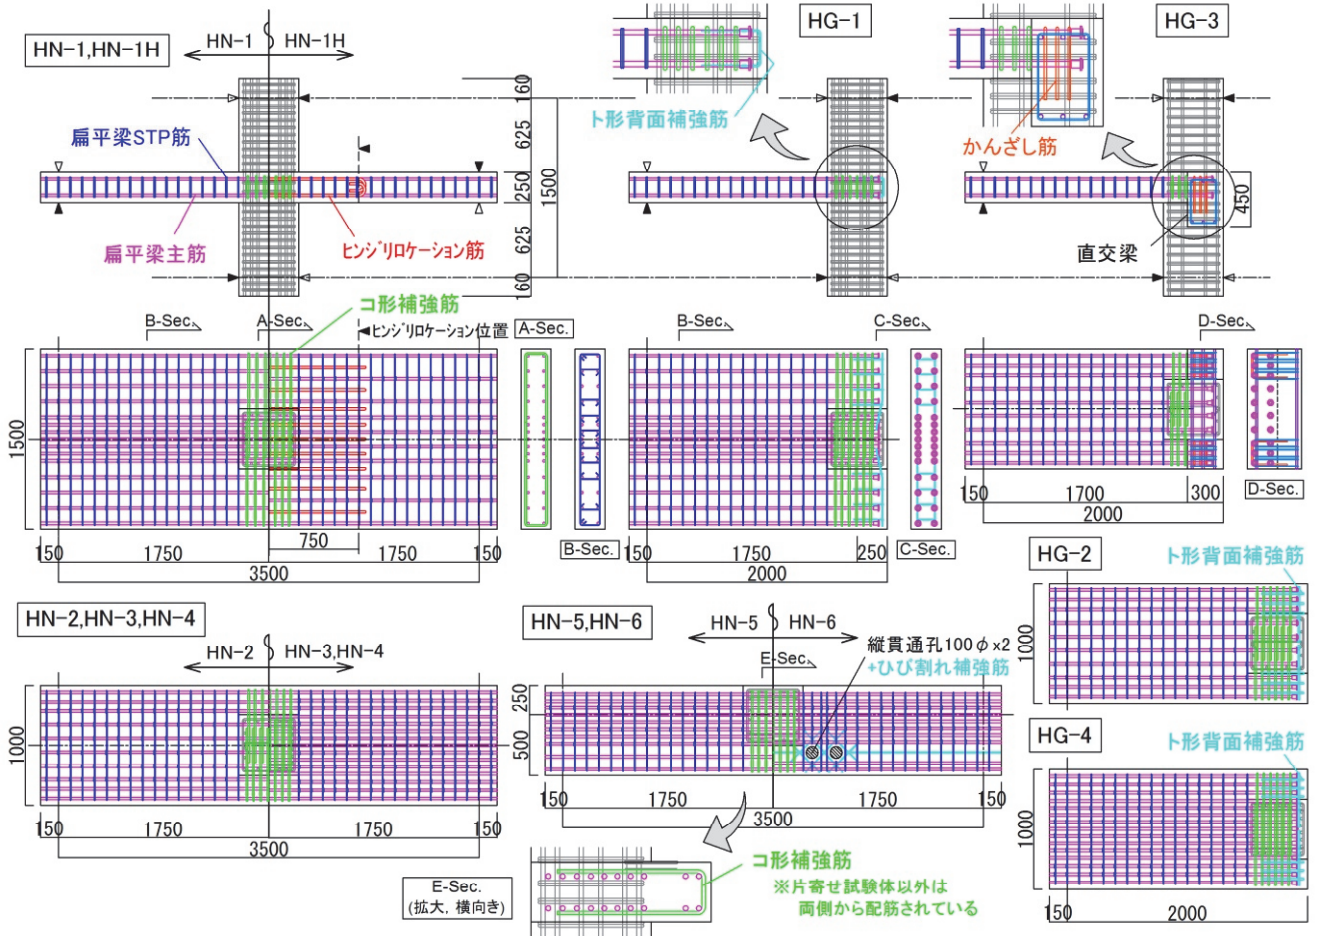 HN-1,HN-1H
HN-1
HN-1H
扁平梁STP筋
扁平梁主筋
ヒンジリロケーション筋
160
625
250
625
160
1500
HG-1
ト形背面補強筋
HG-3
かんざし筋
直交梁
450
コ形補強筋
B-Sec.
A-Sec.
ヒンジリロケーション位置
A-Sec.
B-Sec.
1500
750
150
1750
1750
150
3500
B-Sec.
C-Sec.
C-Sec.
150
1750
250
2000
D-Sec.
D-Sec.
150
1700
300
2000
HN-2,HN-3,HN-4
HN-2
HN-3,HN-4
1000
150
1750
1750
150
3500
HN-5,HN-6
HN-5
HN-6
E-Sec.
縦貫通孔100φx2
+ひび割れ補強筋
250
500
150
1750
1750
150
3500
E-Sec.
(拡大, 横向き)
コ形補強筋
※片寄せ試験体以外は
両側から配筋されている
HG-2
ト形背面補強筋
1000
HG-4
ト形背面補強筋
1000
150
2000